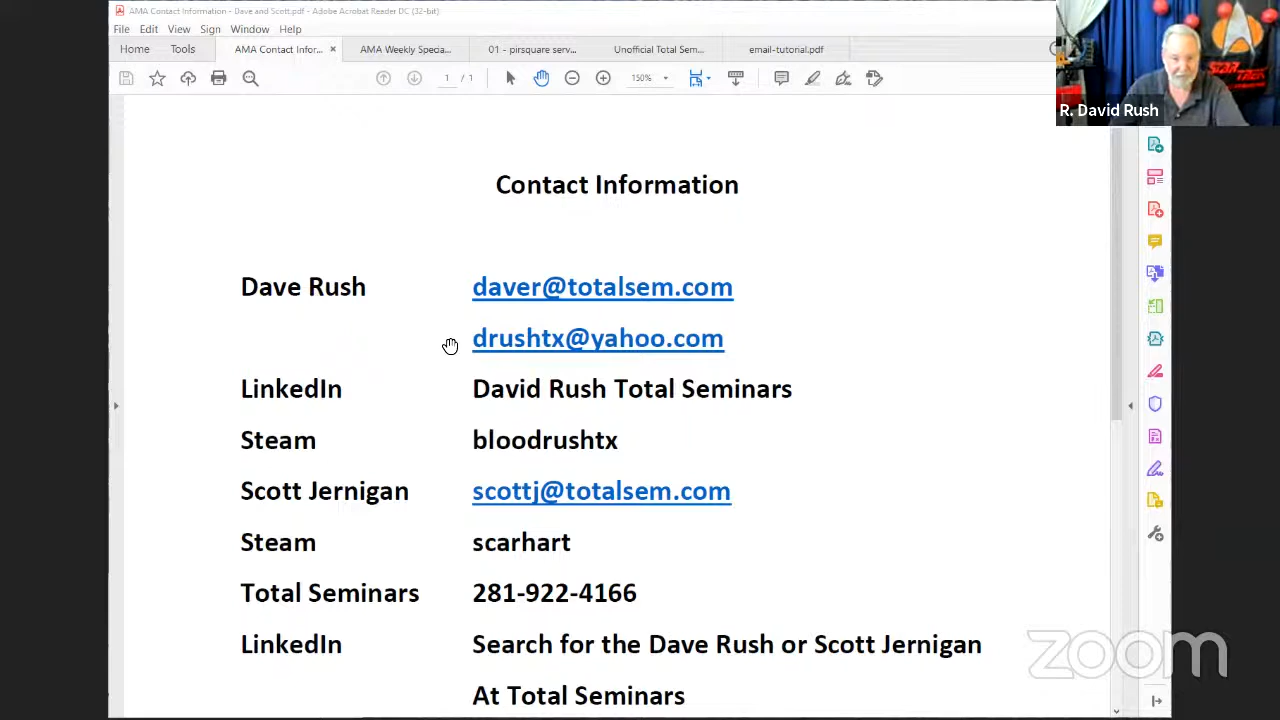 AMA Contact Information - Dave and Scott.pdf - Adobe Acrobat Reader DC (32-bit)
File Edit View Sign Window Help
Home Tools AMA Contact Infor... × AMA Weekly Specia... 01 - pirsquare serv... Unofficial Total Sem... email-tutorial.pdf
1 / 1 150%
STAR TREK
R. David Rush
Contact Information
Dave Rush daver@totalsem.com
drushtx@yahoo.com
LinkedIn David Rush Total Seminars
Steam bloodrushtx
Scott Jernigan scottj@totalsem.com
Steam scarhart
Total Seminars 281-922-4166
LinkedIn Search for the Dave Rush or Scott Jernigan
At Total Seminars
zoom